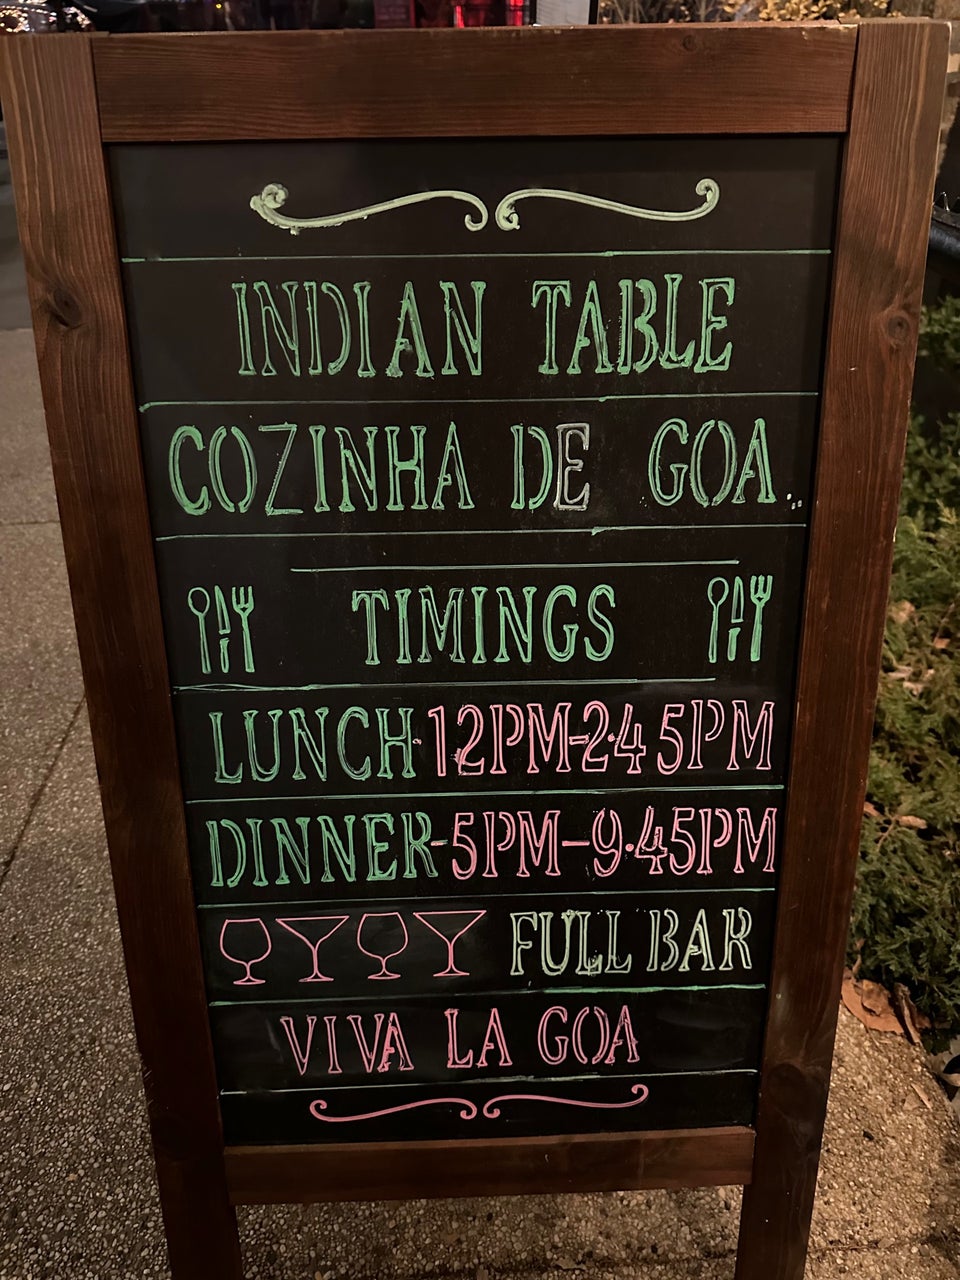 INDIAN TABLE
COZINHA DE GOA..
TIMINGS
LUNCH-12PM-2·45PM
DINNER-5PM-9·45PM
FULL BAR
VIVA LA GOA